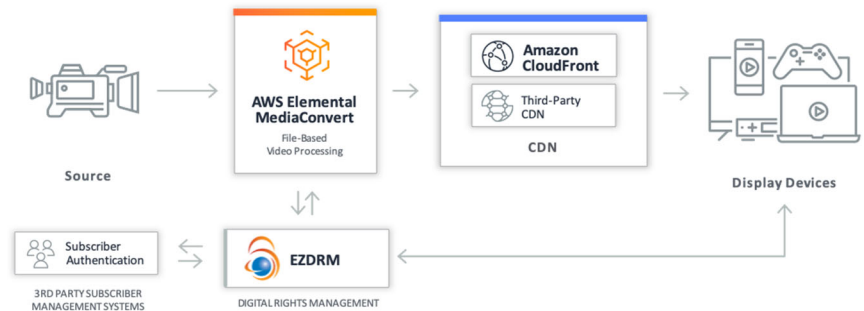 Source
AWS Elemental
MediaConvert
File-Based
Video Processing
Amazon
CloudFront
Third-Party
CDN
CDN
Display Devices
Subscriber
Authentication
3RD PARTY SUBSCRIBER
MANAGEMENT SYSTEMS
EZDRM
DIGITAL RIGHTS MANAGEMENT